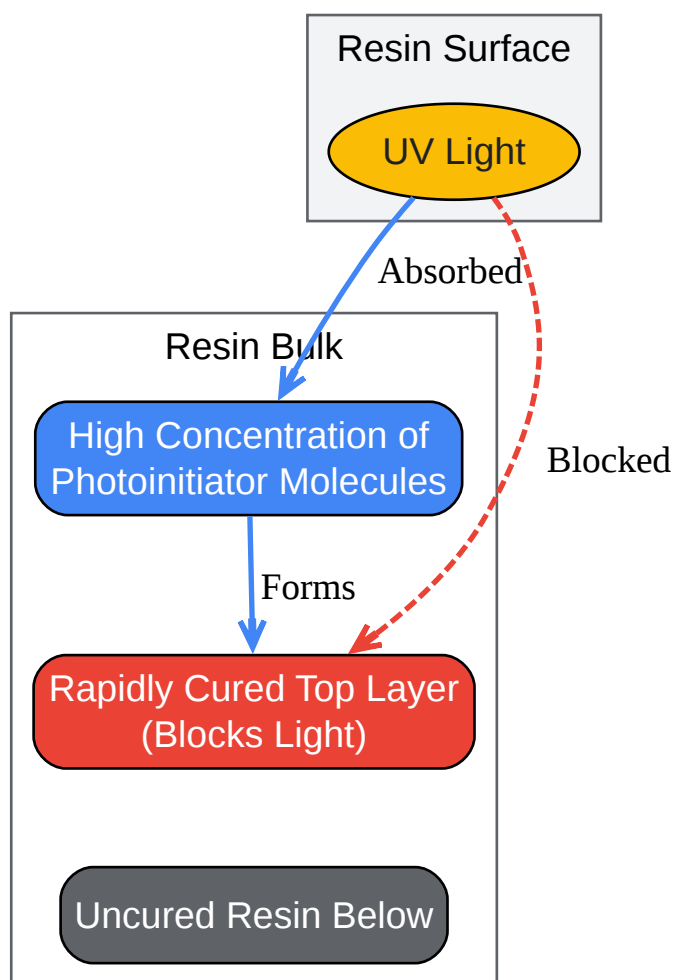 Resin Surface
UV Light
Absorbed
Resin Bulk
High Concentration of
Photoinitiator Molecules
Blocked
Forms
Rapidly Cured Top Layer
(Blocks Light)
Uncured Resin Below